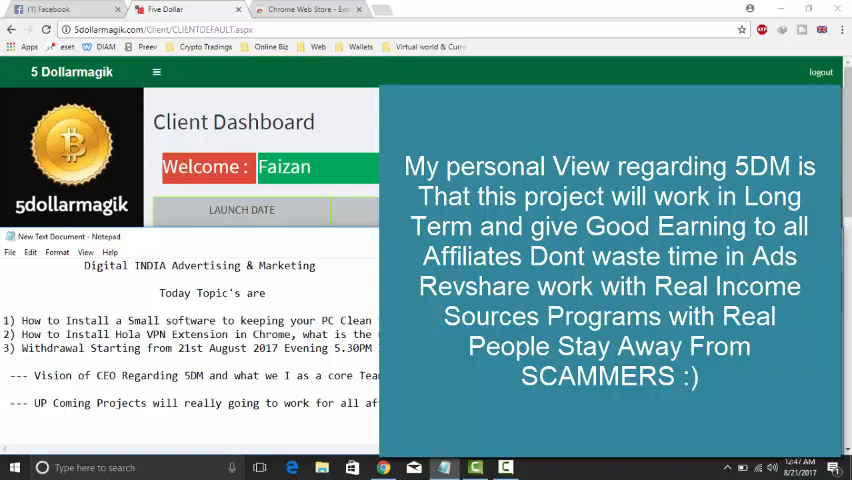 (1) Facebook
Five Dollar
Chrome Web Store - Exte
5dollarmagik.com/Client/CLIENTDEFAULT.aspx
Apps
eset
DIAM
Preev
Crypto Tradings
Online Biz
Web
Wallets
Virtual world & Curre
5 Dollarmagik
logout
Client Dashboard
Welcome :
Faizan
5dollarmagik
LAUNCH DATE
My personal View regarding 5DM is
That this project will work in Long
Term and give Good Earning to all
Affiliates Dont waste time in Ads
Revshare work with Real Income
Sources Programs with Real
People Stay Away From
SCAMMERS :)
New Text Document - Notepad
File Edit Format View Help
Digital INDIA Advertising & Marketing
Today Topic's are
1) How to Install a Small software to keeping your PC Clean
2) How to Install Hola VPN Extension in Chrome, what is the
3) Withdrawal Starting from 21st August 2017 Evening 5.30PM
--- Vision of CEO Regarding 5DM and what we I as a core Team
--- UP Coming Projects will really going to work for all aff
Type here to search
12:47 AM
8/21/2017